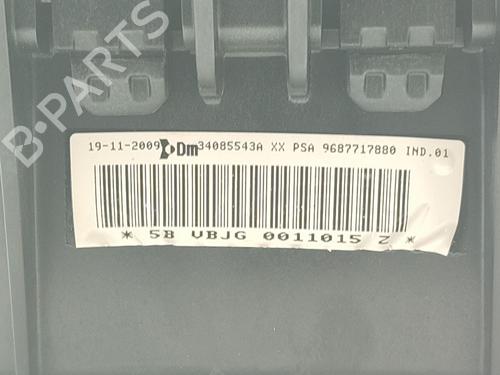 B-PARTS
19-11-2009 Dm 34085543A XX PSA 9687717880 IND.01
* 5B VBJG 0011015 Z *